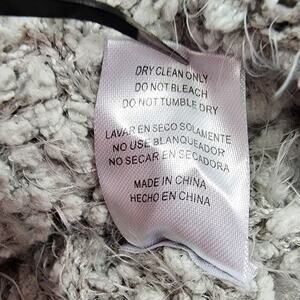 DRY CLEAN ONLY
DO NOT BLEACH
DO NOT TUMBLE DRY
LAVAR EN SECO SOLAMENTE
NO USE BLANQUEADOR
NO SECAR EN SECADORA
MADE IN CHINA
HECHO EN CHINA